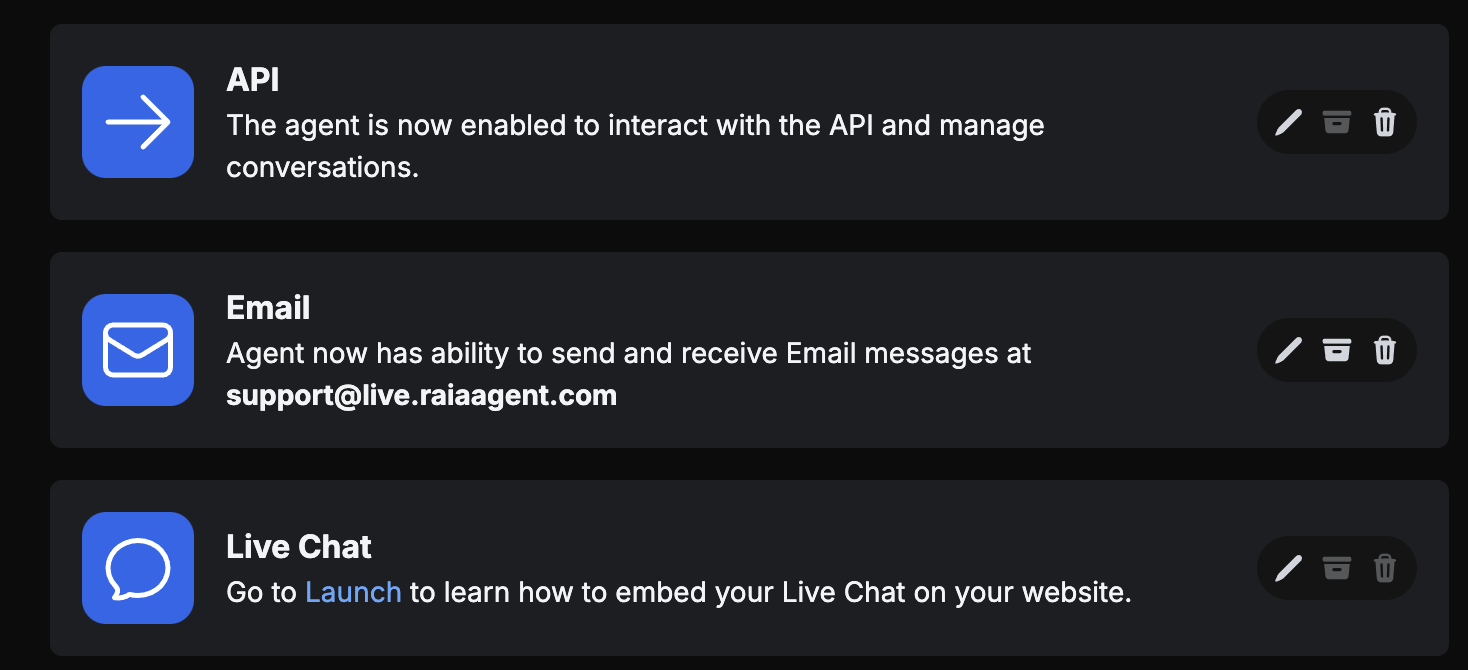 API
The agent is now enabled to interact with the API and manage
conversations.
Email
Agent now has ability to send and receive Email messages at
support@live.raiaagent.com
Live Chat
Go to Launch to learn how to embed your Live Chat on your website.